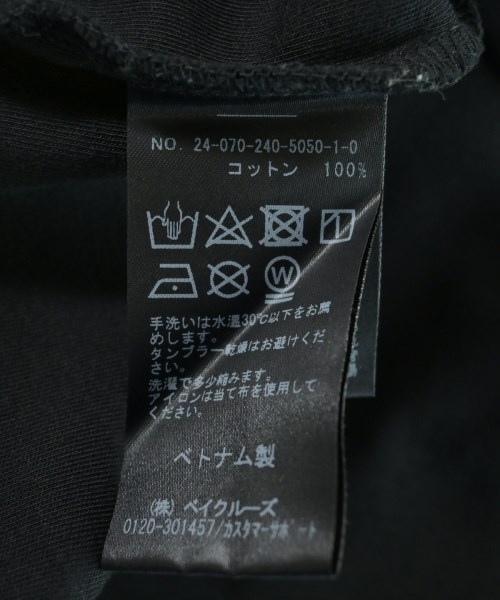 NO. 24-070-240-5050-1-0
コットン 100%
W
手洗いは水温30℃以下をお薦
めします。
タンブラー乾燥はお避けくだ
さい。
洗濯で多少縮みます。
アイロンは当て布を使用して
ください。
ベトナム製
(株) ベイクルーズ
0120-301457/カスタマーサポート